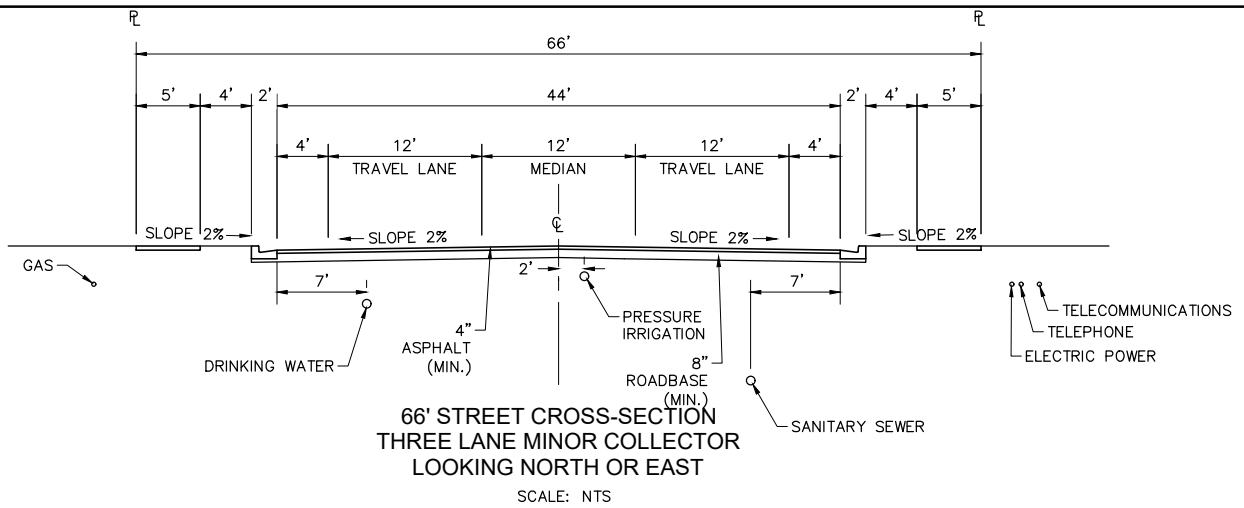 PL PL
66'
5' 4' 2' 44' 2' 4' 5'
4' 12' 12' 12' 4'
TRAVEL LANE MEDIAN TRAVEL LANE
CL
SLOPE 2% SLOPE 2% SLOPE 2% SLOPE 2%
GAS
2'
7' 7'
PRESSURE
IRRIGATION
TELECOMMUNICATIONS
TELEPHONE
ELECTRIC POWER
4"
ASPHALT
(MIN.)
DRINKING WATER
8"
ROADBASE
(MIN.)
SANITARY SEWER
66' STREET CROSS-SECTION
THREE LANE MINOR COLLECTOR
LOOKING NORTH OR EAST
SCALE: NTS